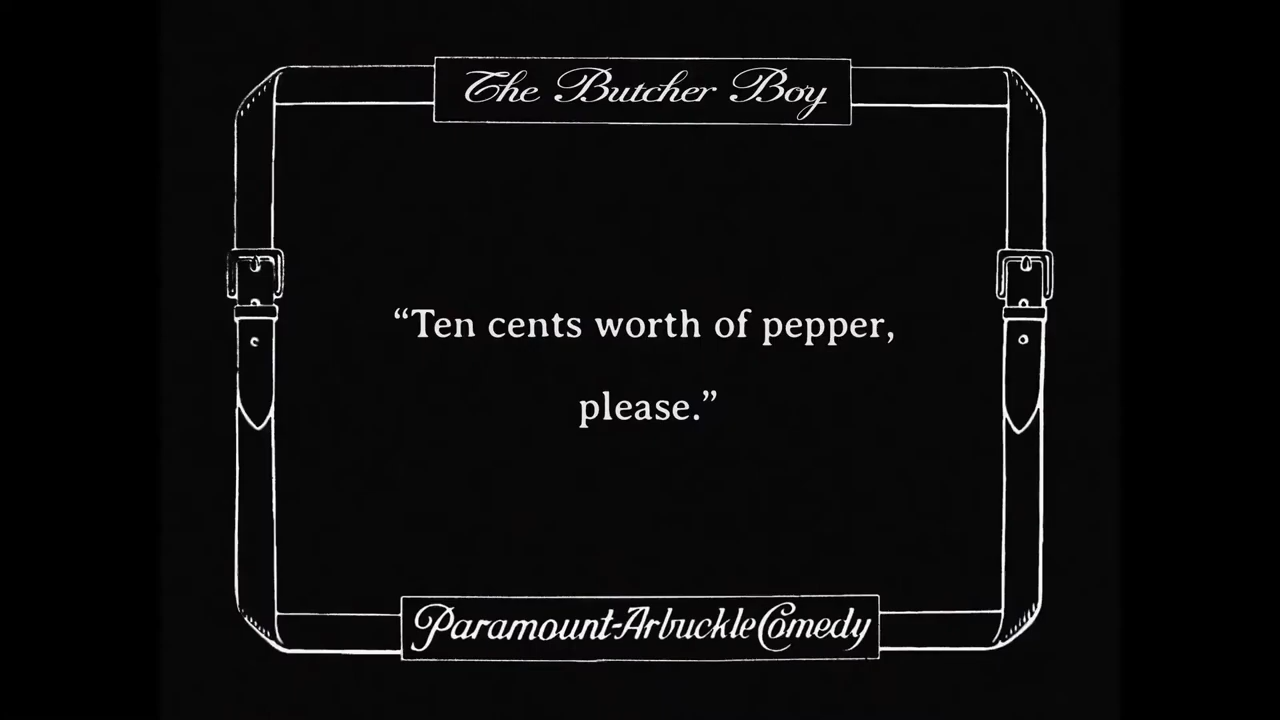 The Butcher Boy
“Ten cents worth of pepper,
please.”
Paramount-Arbuckle Comedy